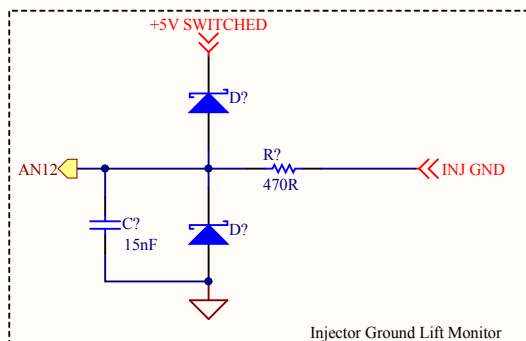 +5V SWITCHED
D?
AN12
R?
470R
INJ GND
C?
15nF
D?
Injector Ground Lift Monitor